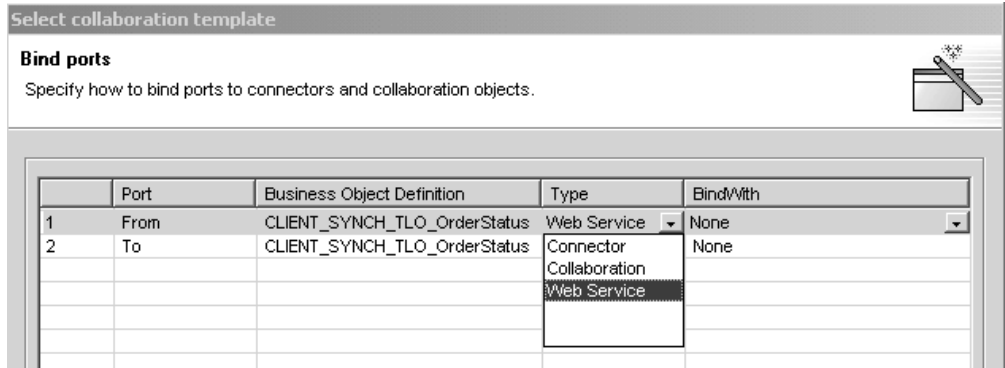 Select collaboration template
Bind ports
Specify how to bind ports to connectors and collaboration objects.
Port Business Object Definition Type BindWith
1 From CLIENT_SYNCH_TLO_OrderStatus Web Service None
2 To CLIENT_SYNCH_TLO_OrderStatus Connector None
Collaboration
Web Service